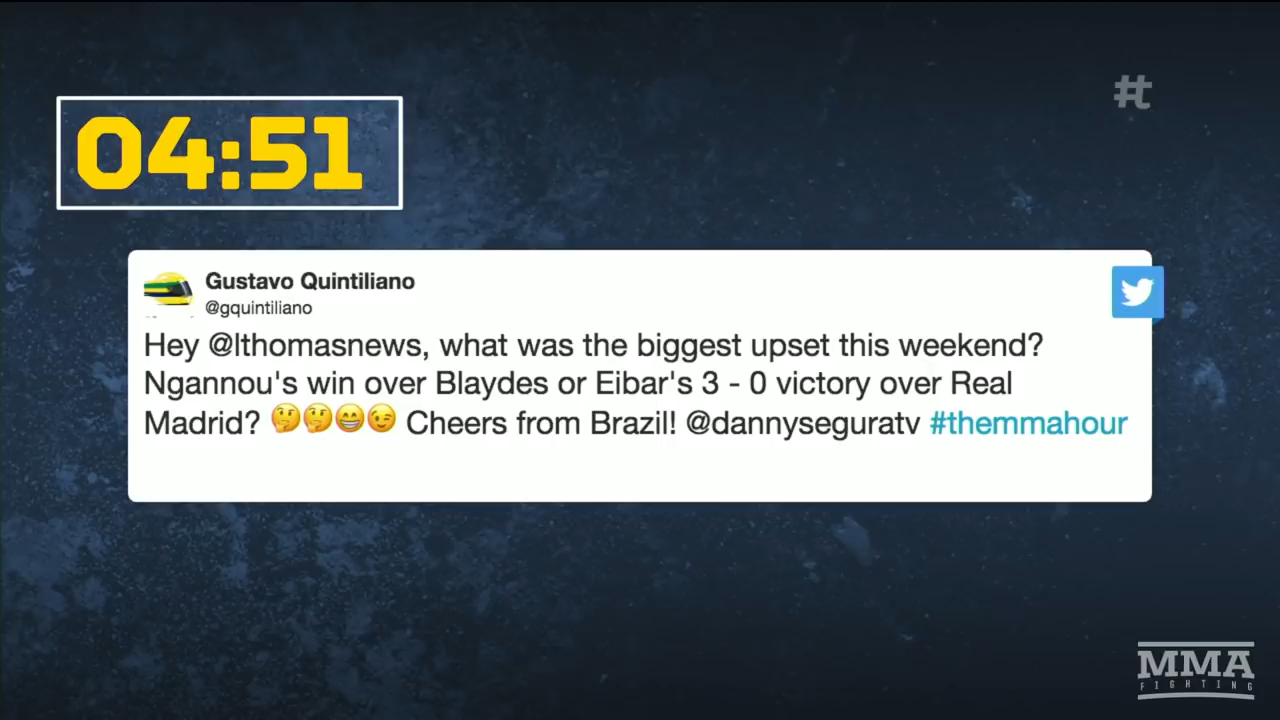 04:51
#t
Gustavo Quintiliano
@gquintiliano
Hey @lthomasnews, what was the biggest upset this weekend?
Ngannou's win over Blaydes or Eibar's 3 - 0 victory over Real
Madrid? 🤔🤔😁😉 Cheers from Brazil! @dannyseguratv #themmahour
MMA
FIGHTING